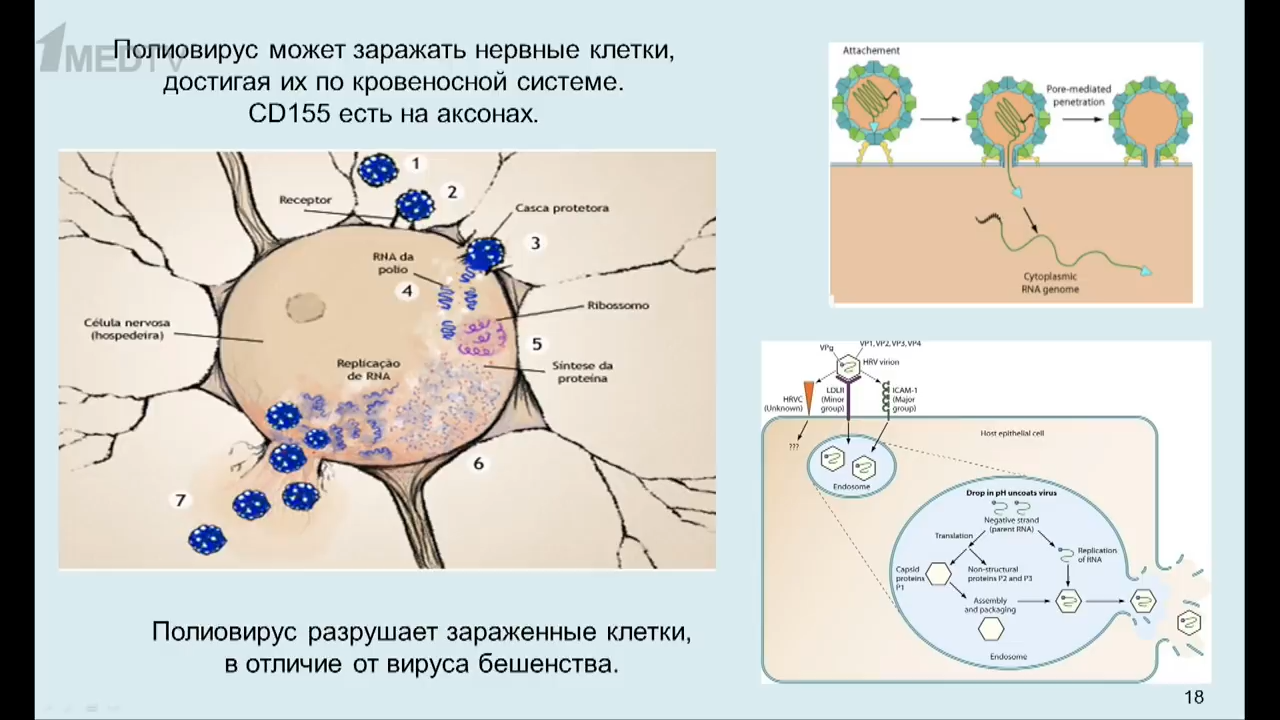 1MEDTV
Полиовирус может заражать нервные клетки,
достигая их по кровеносной системе.
CD155 есть на аксонах.
1
2
Receptor
Casca protetora
3
RNA da
polio
4
Ribossomo
Célula nervosa
(hospedeira)
5
Replicação
de RNA
Síntese da
proteína
6
7
Полиовирус разрушает зараженные клетки,
в отличие от вируса бешенства.
Attachement
Pore-mediated
penetration
Cytoplasmic
RNA genome
VPg
VP1, VP2, VP3, VP4
HRV virion
HRVC
(Unknown)
LDLR
(Minor
group)
ICAM-1
(Major
group)
???
Host epithelial cell
Endosome
Drop in pH uncoats virus
Negative strand
(parent RNA)
Translation
Replication
of RNA
Capsid
proteins
P1
Non-structural
proteins P2 and P3
Assembly
and packaging
Endosome
18